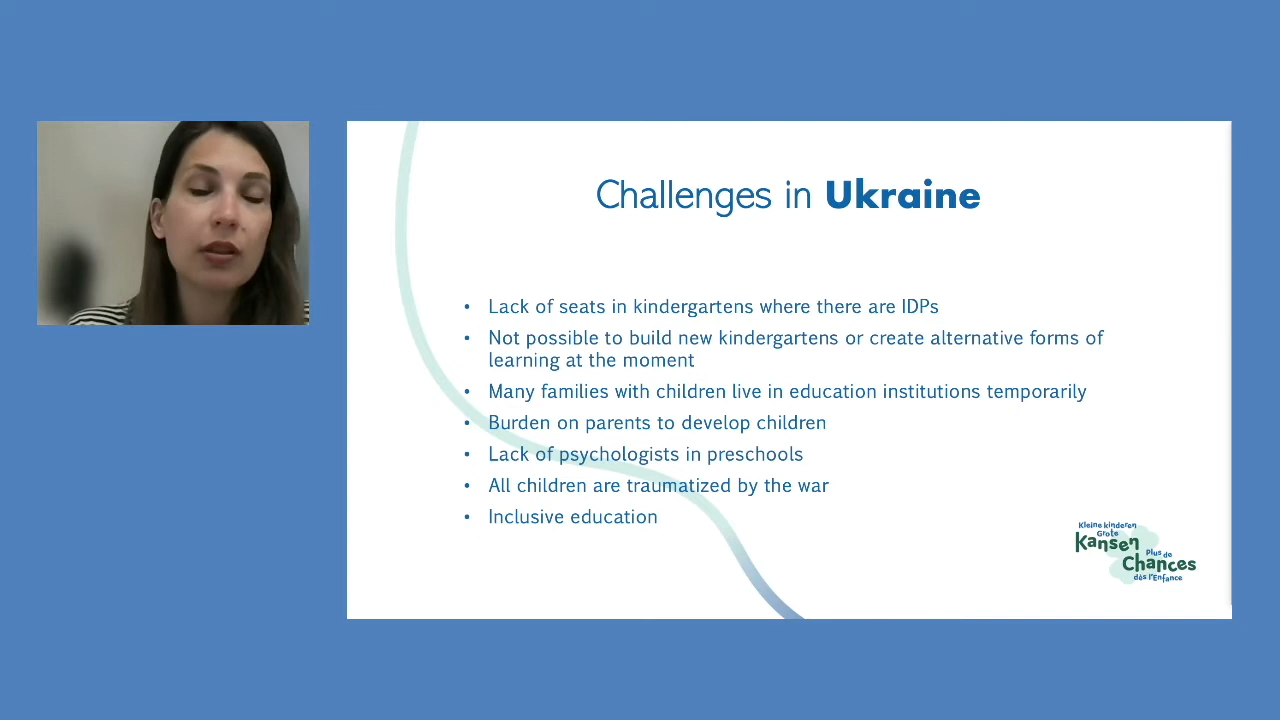 Challenges in Ukraine
• Lack of seats in kindergartens where there are IDPs
• Not possible to build new kindergartens or create alternative forms of
learning at the moment
• Many families with children live in education institutions temporarily
• Burden on parents to develop children
• Lack of psychologists in preschools
• All children are traumatized by the war
• Inclusive education
Kleine kinderen
Grote
Kansen
Plus de
Chances
dès l'Enfance